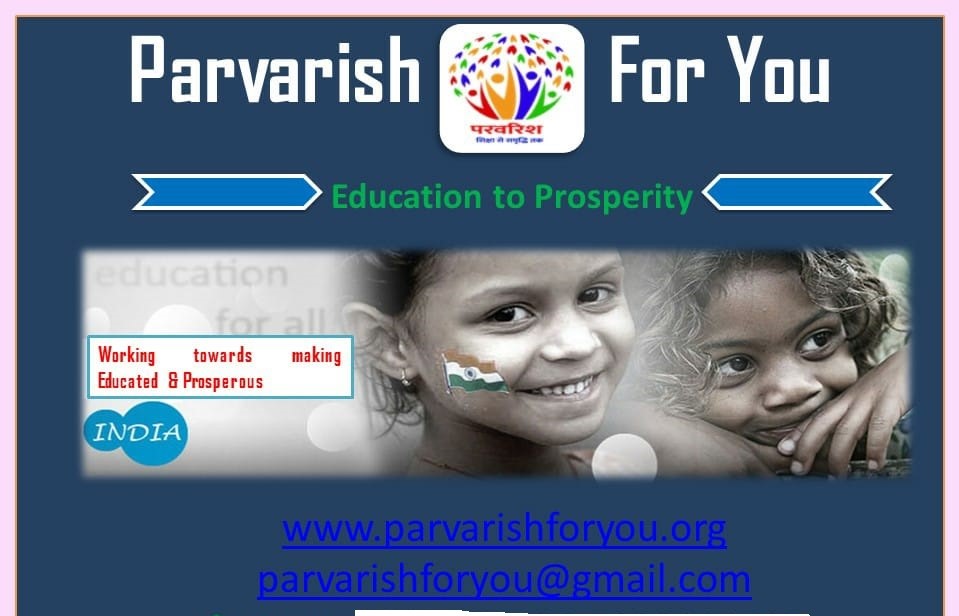 Parvarish For You
परवरिश
शिक्षा से समृद्धि तक
Education to Prosperity
education
for all
Working towards making
Educated & Prosperous
INDIA
www.parvarishforyou.org
parvarishforyou@gmail.com